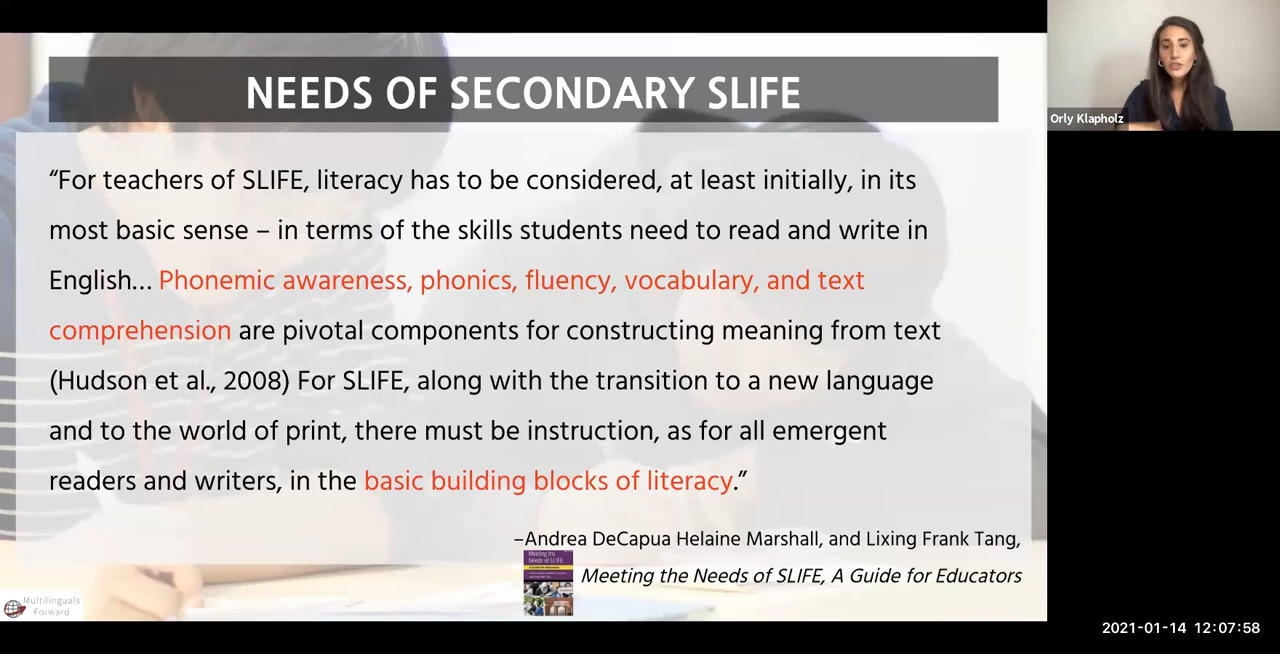 NEEDS OF SECONDARY SLIFE
“For teachers of SLIFE, literacy has to be considered, at least initially, in its
most basic sense – in terms of the skills students need to read and write in
English... Phonemic awareness, phonics, fluency, vocabulary, and text
comprehension are pivotal components for constructing meaning from text
(Hudson et al., 2008) For SLIFE, along with the transition to a new language
and to the world of print, there must be instruction, as for all emergent
readers and writers, in the basic building blocks of literacy.”
–Andrea DeCapua Helaine Marshall, and Lixing Frank Tang,
Meeting the Needs of SLIFE, A Guide for Educators
Meeting the
Needs of SLIFE
Multilinguals
Forward
Orly Klapholz
2021-01-14 12:07:58